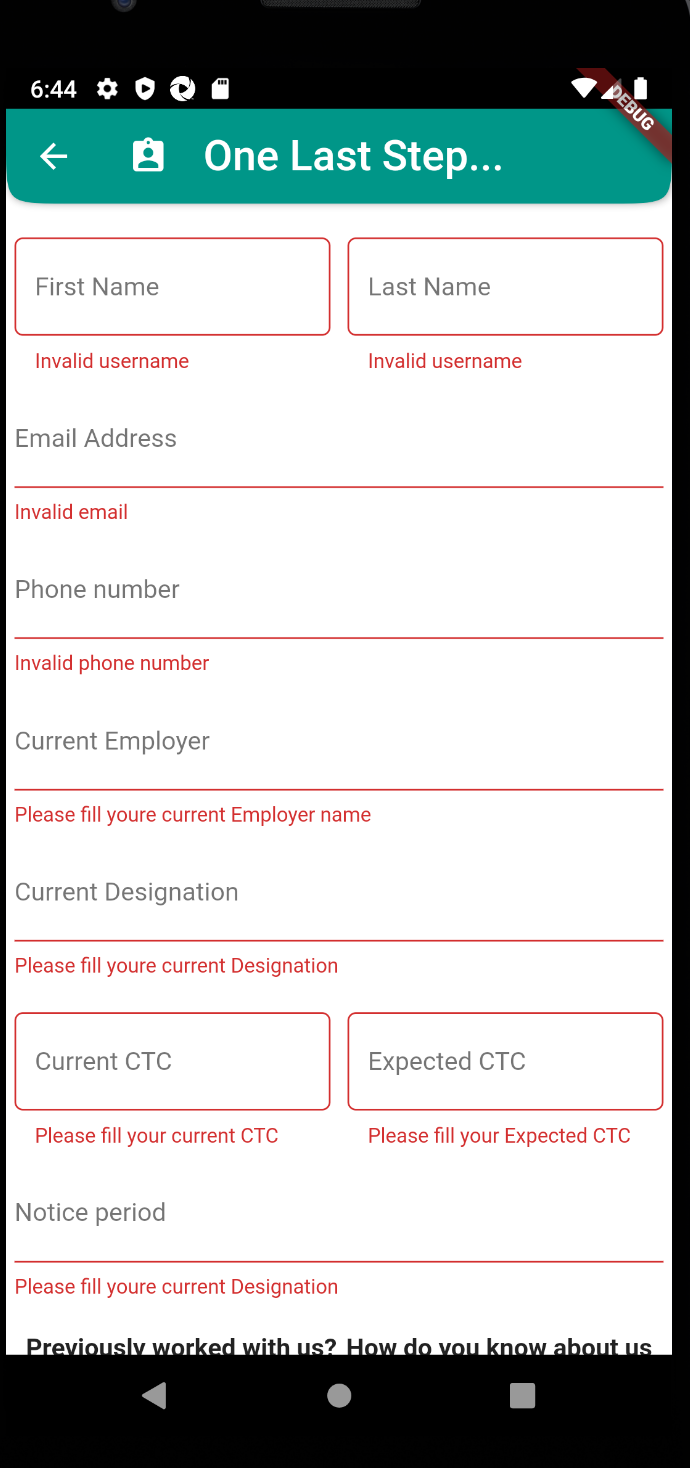 6:44
DEBUG
One Last Step...
First Name Last Name
Invalid username Invalid username
Email Address
Invalid email
Phone number
Invalid phone number
Current Employer
Please fill youre current Employer name
Current Designation
Please fill youre current Designation
Current CTC Expected CTC
Please fill your current CTC Please fill your Expected CTC
Notice period
Please fill youre current Designation
Previously worked with us? How do you know about us